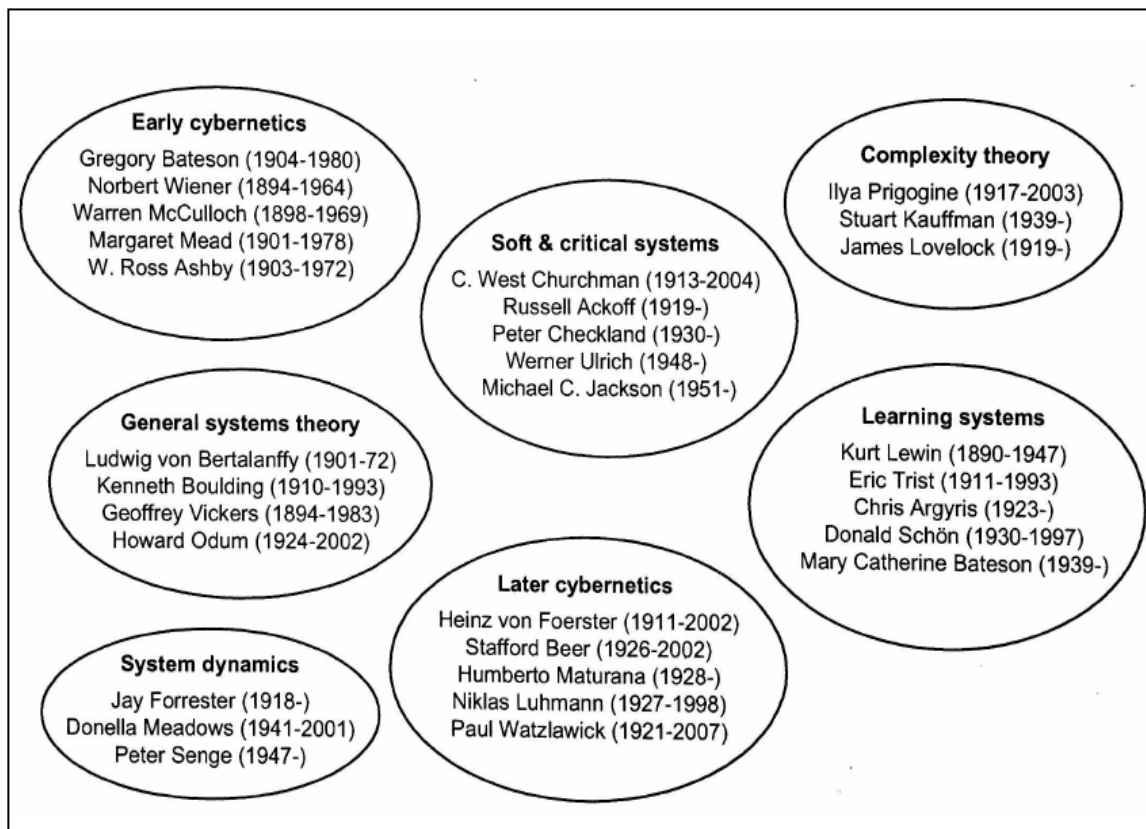 Early cybernetics
Gregory Bateson (1904-1980)
Norbert Wiener (1894-1964)
Warren McCulloch (1898-1969)
Margaret Mead (1901-1978)
W. Ross Ashby (1903-1972)
General systems theory
Ludwig von Bertalanffy (1901-72)
Kenneth Boulding (1910-1993)
Geoffrey Vickers (1894-1983)
Howard Odum (1924-2002)
System dynamics
Jay Forrester (1918-)
Donella Meadows (1941-2001)
Peter Senge (1947-)
Soft & critical systems
C. West Churchman (1913-2004)
Russell Ackoff (1919-)
Peter Checkland (1930-)
Werner Ulrich (1948-)
Michael C. Jackson (1951-)
Later cybernetics
Heinz von Foerster (1911-2002)
Stafford Beer (1926-2002)
Humberto Maturana (1928-)
Niklas Luhmann (1927-1998)
Paul Watzlawick (1921-2007)
Complexity theory
Ilya Prigogine (1917-2003)
Stuart Kauffman (1939-)
James Lovelock (1919-)
Learning systems
Kurt Lewin (1890-1947)
Eric Trist (1911-1993)
Chris Argyris (1923-)
Donald Schön (1930-1997)
Mary Catherine Bateson (1939-)